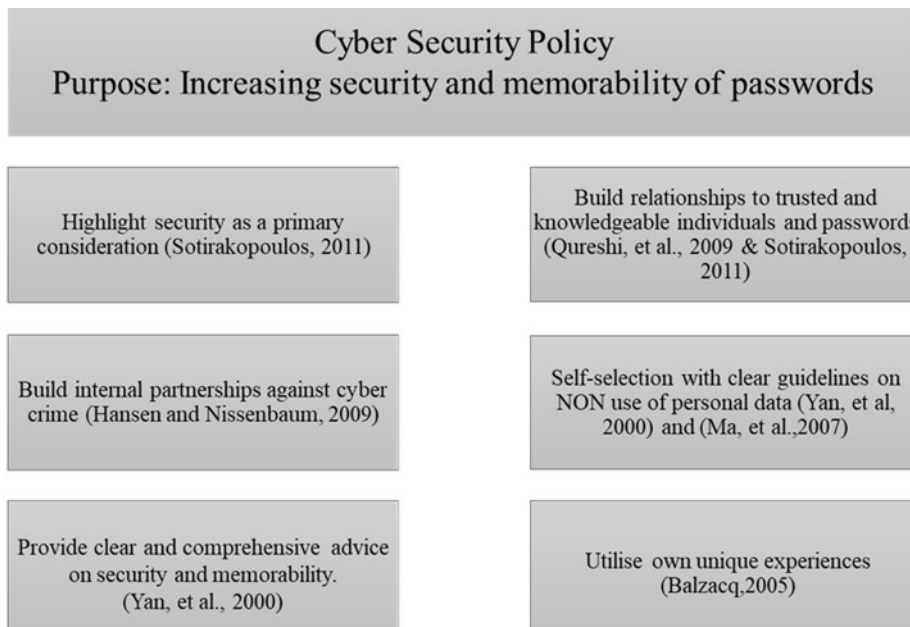 Cyber Security Policy
Purpose: Increasing security and memorability of passwords
Highlight security as a primary
consideration (Sotirakopoulos, 2011)
Build relationships to trusted and
knowledgeable individuals and passwords
(Qureshi, et al., 2009 & Sotirakopoulos,
2011)
Build internal partnerships against cyber
crime (Hansen and Nissenbaum, 2009)
Self-selection with clear guidelines on
NON use of personal data (Yan, et al,
2000) and (Ma, et al.,2007)
Provide clear and comprehensive advice
on security and memorability.
(Yan, et al., 2000)
Utilise own unique experiences
(Balzacq,2005)